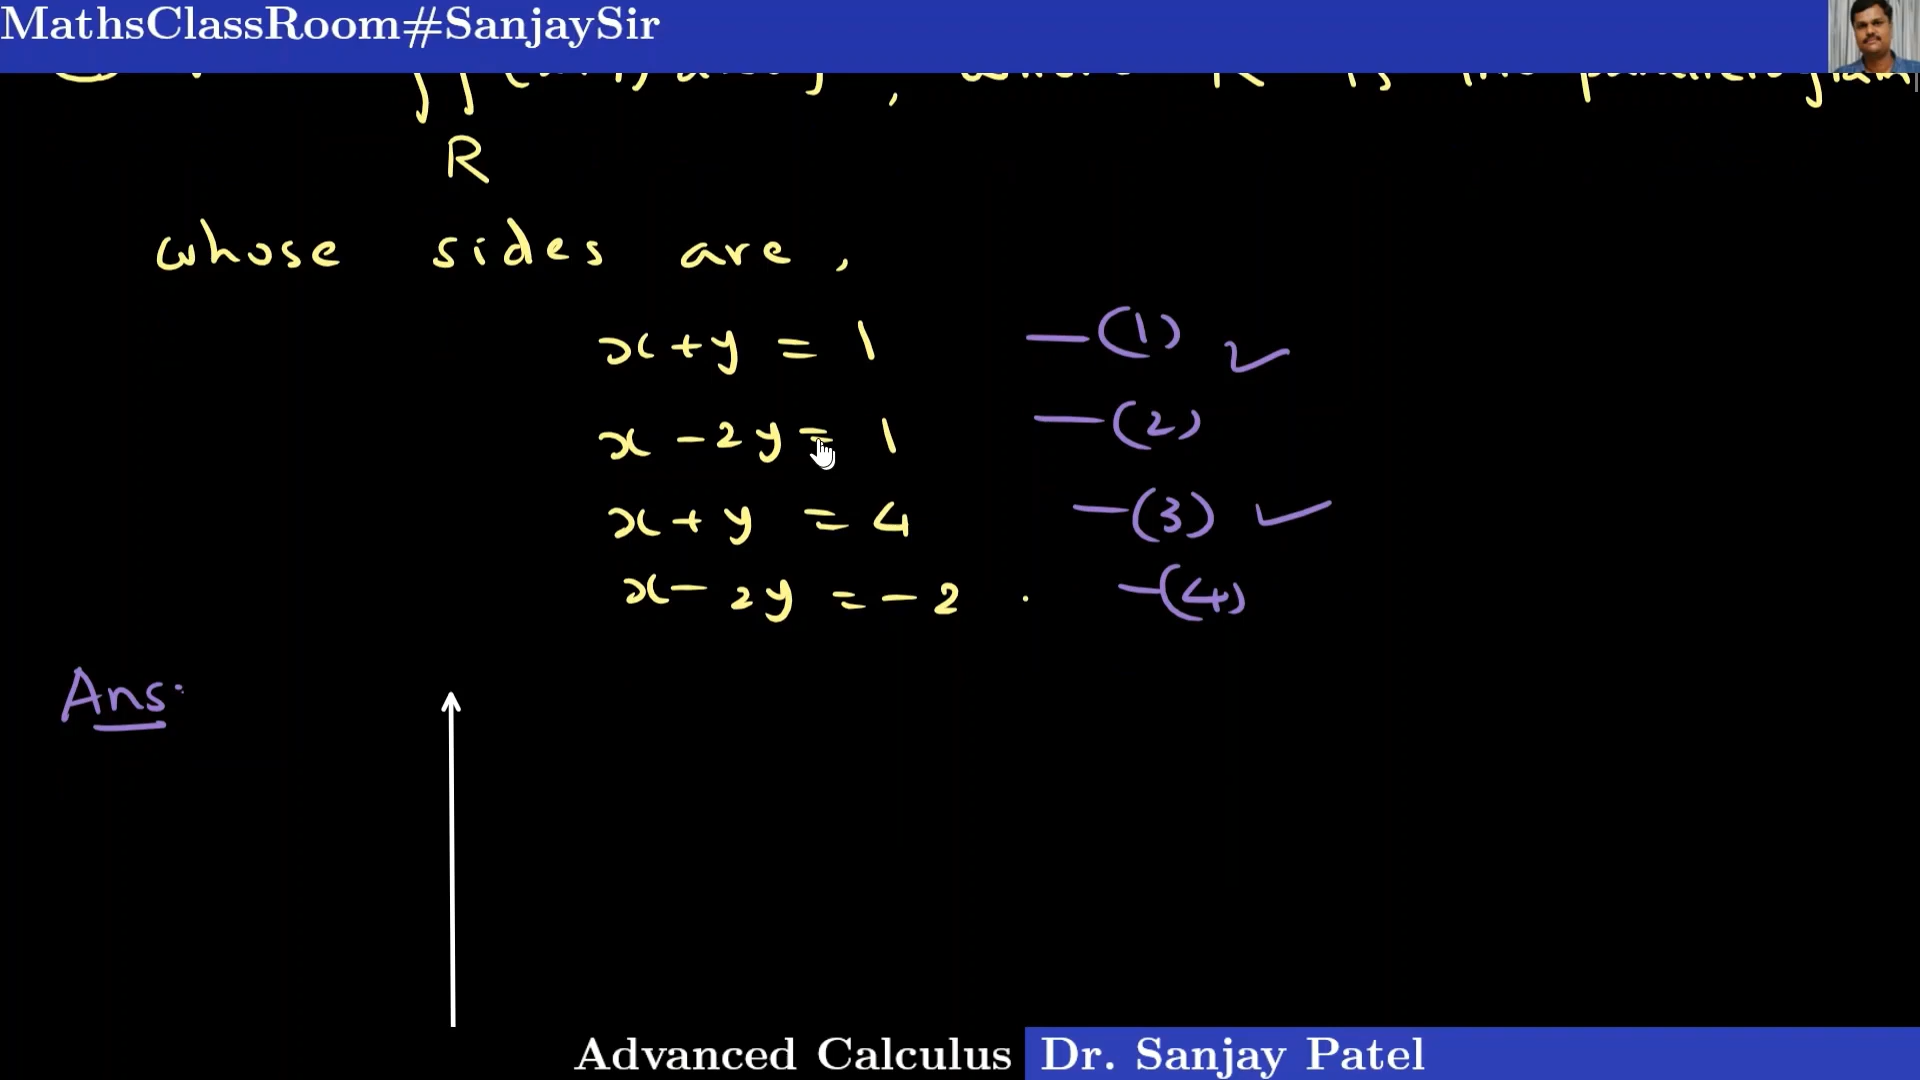 MathsClassRoom#SanjaySir
R
whose sides are,
x+y = 1 —(1)
x-2y = 1 —(2)
x+y = 4 —(3)
x-2y = -2 . —(4)
Ans:
Advanced Calculus Dr. Sanjay Patel